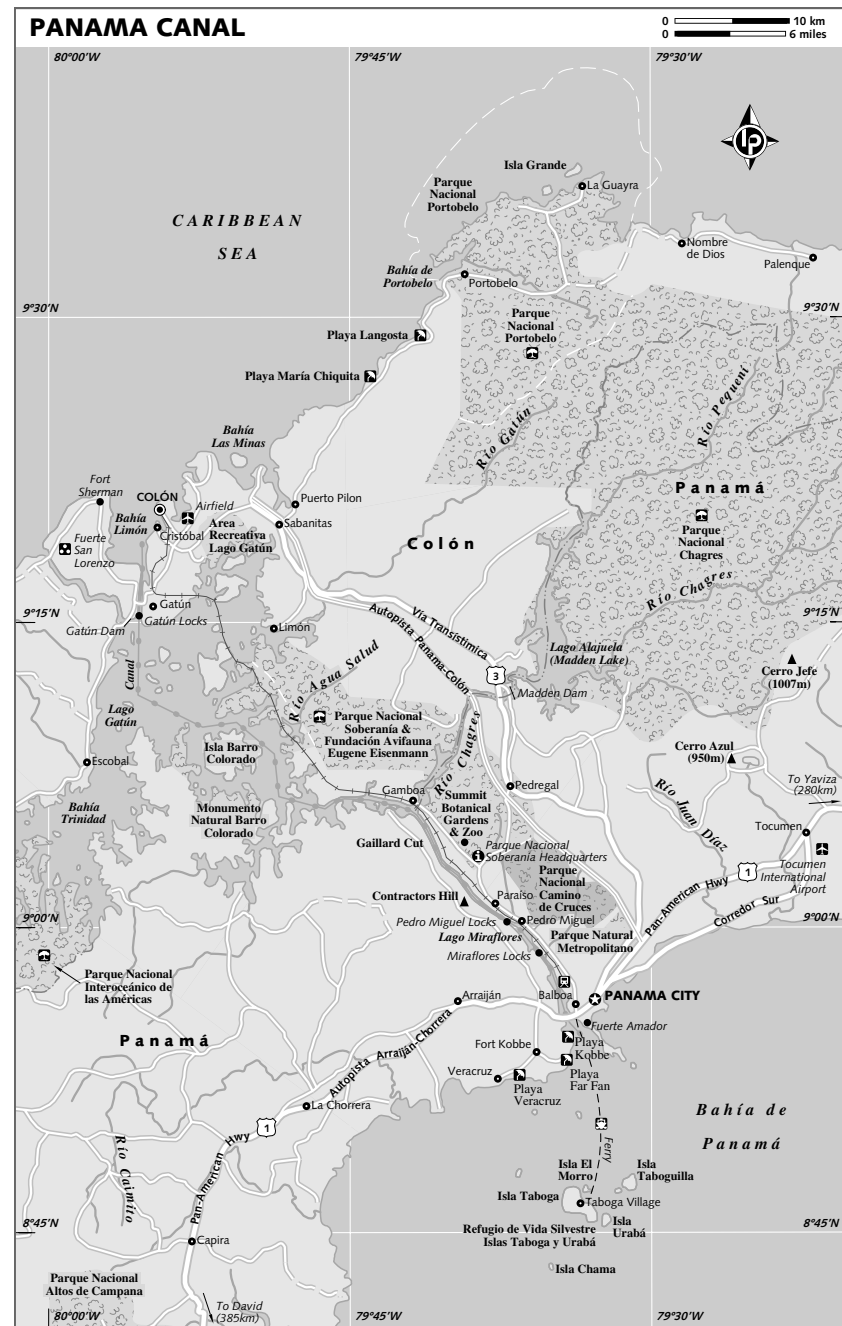 PANAMA CANAL
0 10 km
0 6 miles
80°00'W
79°45'W
79°30'W
lp
Isla Grande
La Guayra
Parque
Nacional
Portobelo
CARIBBEAN
SEA
Nombre
de Dios
Palenque
Bahía de
Portobelo
Portobelo
9°30'N
9°30'N
Parque
Nacional
Portobelo
Playa Langosta
Playa María Chiquita
Río Pequení
Río Gatún
Bahía
Las Minas
Fort
Sherman
COLÓN
Airfield
Puerto Pilon
Panamá
Bahía
Limón
Cristóbal
Area
Recreativa
Lago Gatún
Sabanitas
Parque
Nacional
Chagres
Fuerte
San
Lorenzo
Colón
Río Chagres
Gatún
Gatún Locks
Gatún Dam
Limón
9°15'N
9°15'N
Vía Transístmica
Autopista Panama-Colón
Lago Alajuela
(Madden Lake)
Río Agua Salud
Cerro Jefe
(1007m)
3
Madden Dam
Canal
Lago
Gatún
Parque Nacional
Soberanía &
Fundación Avifauna
Eugene Eisenmann
Río Chagres
Isla Barro
Colorado
Cerro Azul
(950m)
Escobal
To Yaviza
(280km)
Gamboa
Pedregal
Río Juan Díaz
Bahía
Trinidad
Monumento
Natural Barro
Colorado
Summit
Botanical
Gardens
& Zoo
Tocumen
Gaillard Cut
Parque Nacional
Soberanía Headquarters
Tocumen
International
Airport
1
Parque
Nacional
Camino
de Cruces
Pan-American Hwy
Contractors Hill
Paraíso
Corredor Sur
Pedro Miguel Locks
Pedro Miguel
9°00'N
9°00'N
Lago Miraflores
Parque Natural
Metropolitano
Miraflores Locks
Parque Nacional
Interoceánico de
las Américas
Balboa
PANAMA CITY
Arraiján
Fuerte Amador
Panamá
Autopista Arraiján-Chorrera
Fort Kobbe
Playa
Kobbe
Veracruz
Playa
Far Fan
Playa
Veracruz
La Chorrera
Bahía de
Panamá
1
Pan-American Hwy
Ferry
Río Caimito
Isla El
Morro
Isla
Taboguilla
Isla Taboga
Taboga Village
Isla
Urabá
Refugio de Vida Silvestre
Islas Taboga y Urabá
8°45'N
8°45'N
Capira
Isla Chama
Parque Nacional
Altos de Campana
To David
(385km)
80°00'W
79°45'W
79°30'W